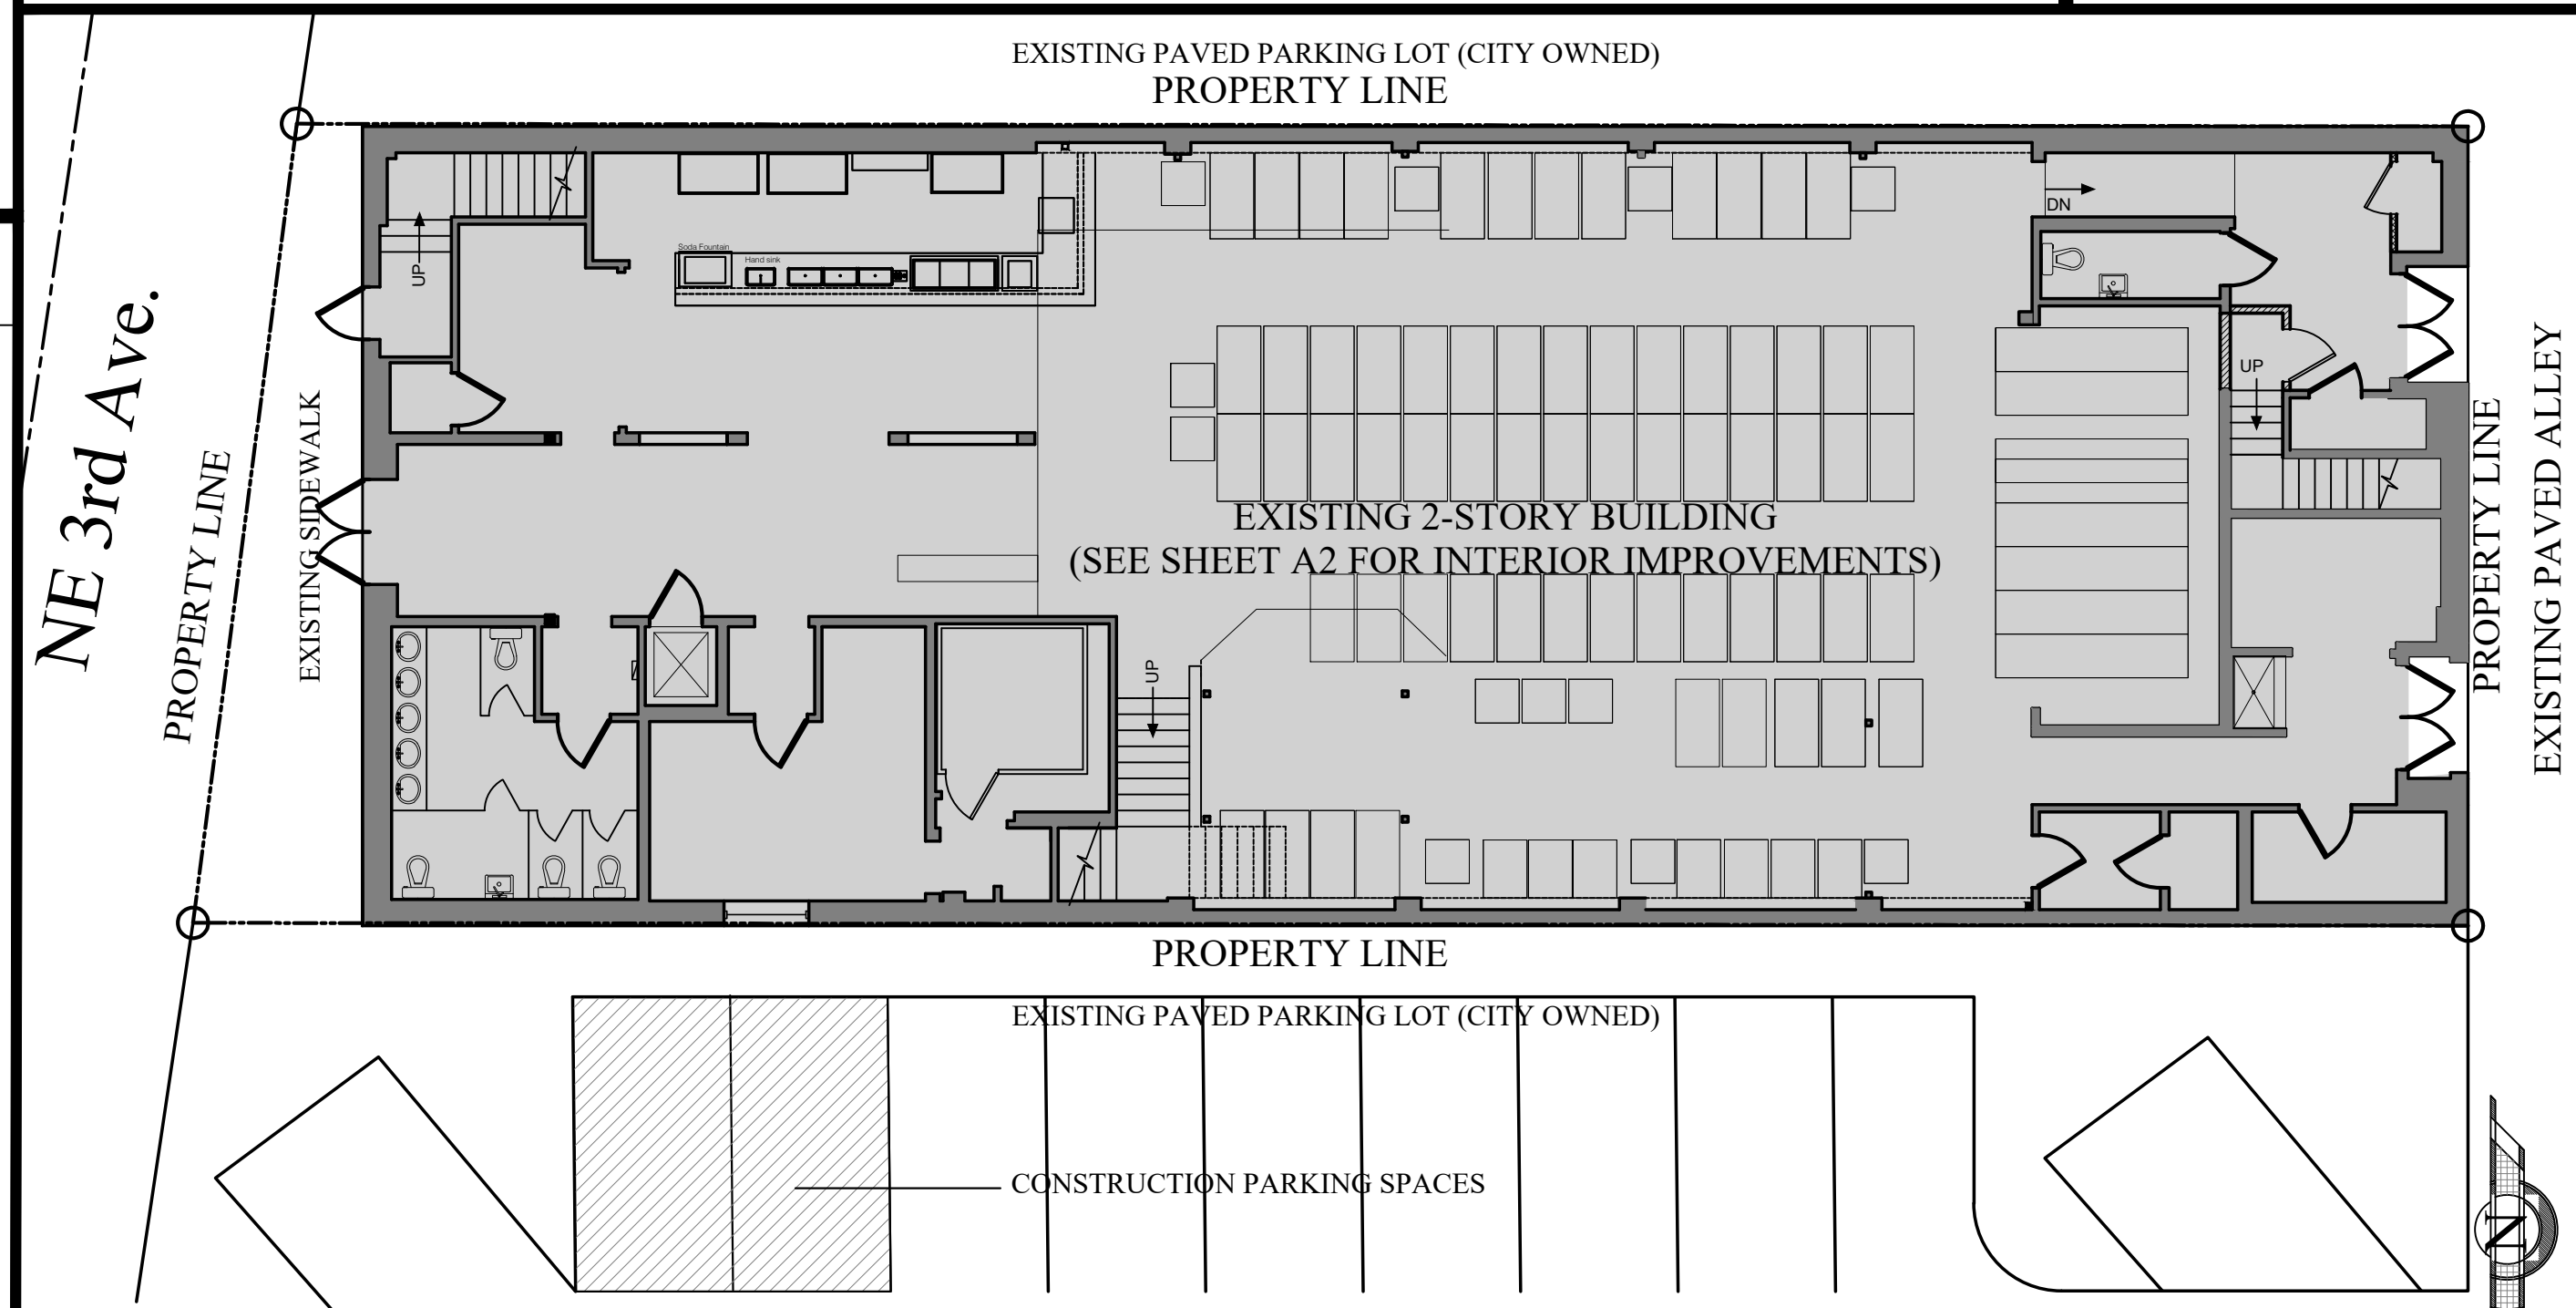 EXISTING PAVED PARKING LOT (CITY OWNED)
PROPERTY LINE
NE 3rd Ave.
PROPERTY LINE
EXISTING SIDEWALK
UP
Soda Fountain
Hand sink
DN
UP
EXISTING 2-STORY BUILDING
(SEE SHEET A2 FOR INTERIOR IMPROVEMENTS)
UP
PROPERTY LINE
EXISTING PAVED ALLEY
PROPERTY LINE
EXISTING PAVED PARKING LOT (CITY OWNED)
CONSTRUCTION PARKING SPACES
N